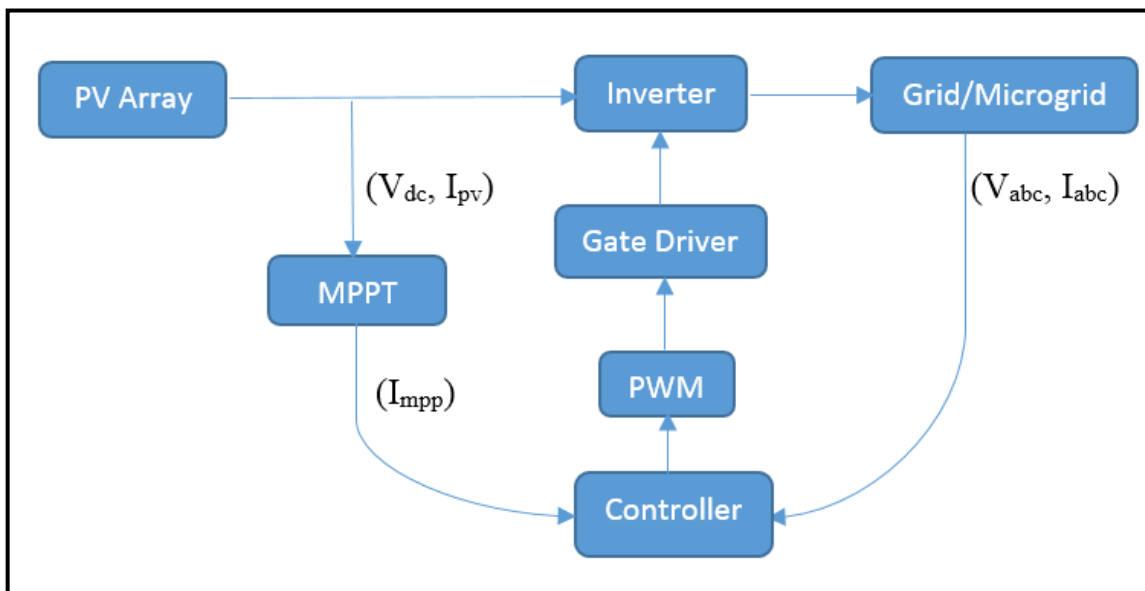 PV Array
Inverter
Grid/Microgrid
(Vdc, Ipv)
(Vabc, Iabc)
Gate Driver
MPPT
PWM
(Impp)
Controller